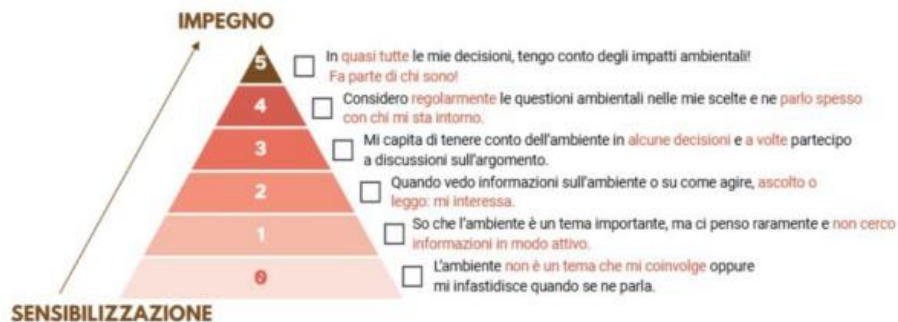 IMPEGNO
5
In quasi tutte le mie decisioni, tengo conto degli impatti ambientali!
Fa parte di chi sono!
4
Considero regolarmente le questioni ambientali nelle mie scelte e ne parlo spesso
con chi mi sta intorno.
3
Mi capita di tenere conto dell'ambiente in alcune decisioni e a volte partecipo
a discussioni sull'argomento.
2
Quando vedo informazioni sull'ambiente o su come agire, ascolto o
leggo: mi interessa.
1
So che l'ambiente è un tema importante, ma ci penso raramente e non cerco
informazioni in modo attivo.
0
L'ambiente non è un tema che mi coinvolge oppure
mi infastidisce quando se ne parla.
SENSIBILIZZAZIONE